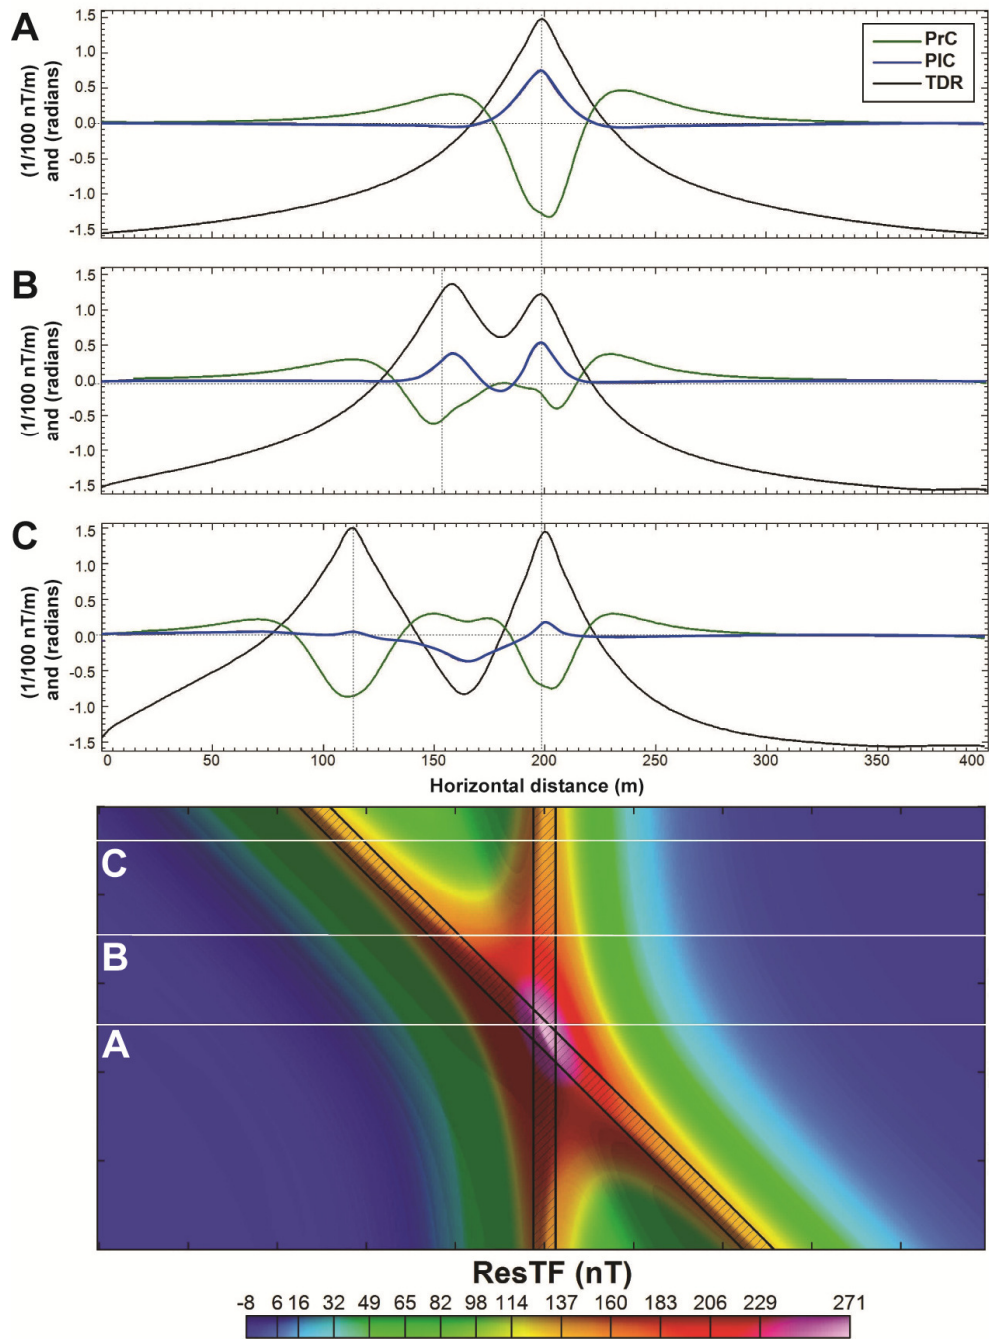 A
(1/100 nT/m)
and (radians)
1.5
1.0
0.5
0.0
-0.5
-1.0
-1.5
PrC
PlC
TDR
B
(1/100 nT/m)
and (radians)
1.5
1.0
0.5
0.0
-0.5
-1.0
-1.5
C
(1/100 nT/m)
and (radians)
1.5
1.0
0.5
0.0
-0.5
-1.0
-1.5
0 50 100 150 200 250 300 350 400
Horizontal distance (m)
C
B
A
ResTF (nT)
-8 6 16 32 49 65 82 98 114 137 160 183 206 229 271